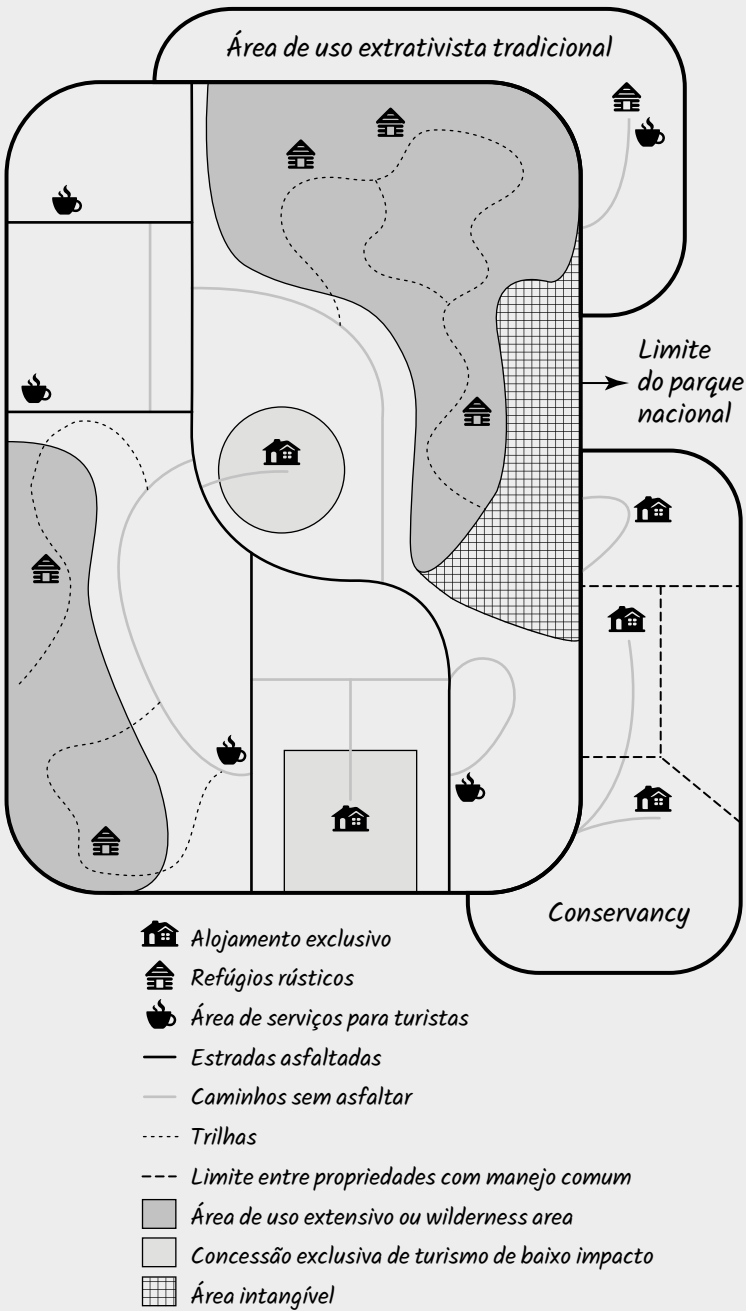 Área de uso extrativista tradicional
Limite
do parque
nacional
Conservancy
Alojamento exclusivo
Refúgios rústicos
Área de serviços para turistas
Estradas asfaltadas
Caminhos sem asfaltar
Trilhas
Limite entre propriedades com manejo comum
Área de uso extensivo ou wilderness area
Concessão exclusiva de turismo de baixo impacto
Área intangível